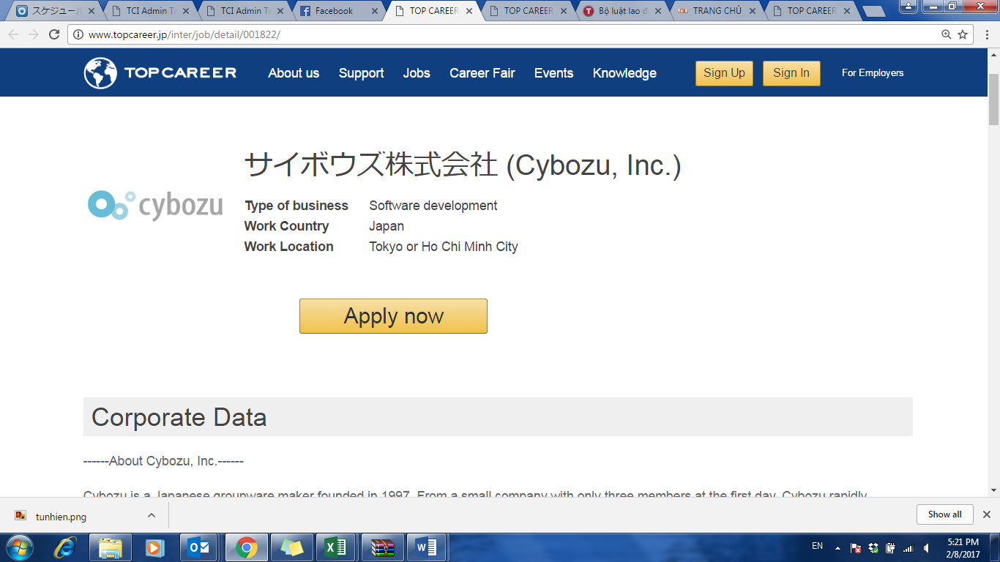 スケジュール
TCI Admin To
TCI Admin To
Facebook
TOP CAREER
TOP CAREER
Bộ luật lao đ
TRANG CHỦ
TOP CAREER
www.topcareer.jp/inter/job/detail/001822/
TOP CAREER
About us Support Jobs Career Fair Events Knowledge Sign Up Sign In For Employers
サイボウズ株式会社 (Cybozu, Inc.)
cybozu
Type of business Software development
Work Country Japan
Work Location Tokyo or Ho Chi Minh City
Apply now
Corporate Data
------About Cybozu, Inc.------
Cybozu is a Japanese groupware maker founded in 1997. From a small company with only three members at the first day, Cybozu rapidly
tunhien.png
Show all
EN
5:21 PM
2/8/2017